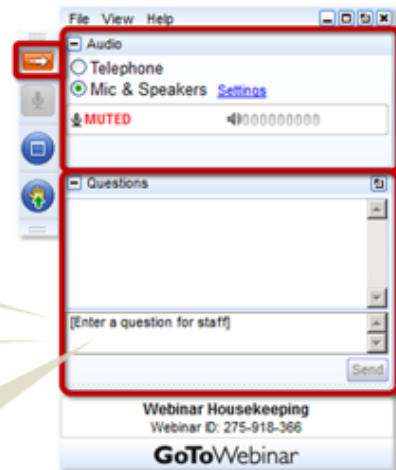 File View Help
Audio
Telephone
Mic & Speakers Settings
MUTED 000000000
Questions
[Enter a question for staff]
Send
Webinar Housekeeping
Webinar ID: 275-918-366
GoToWebinar